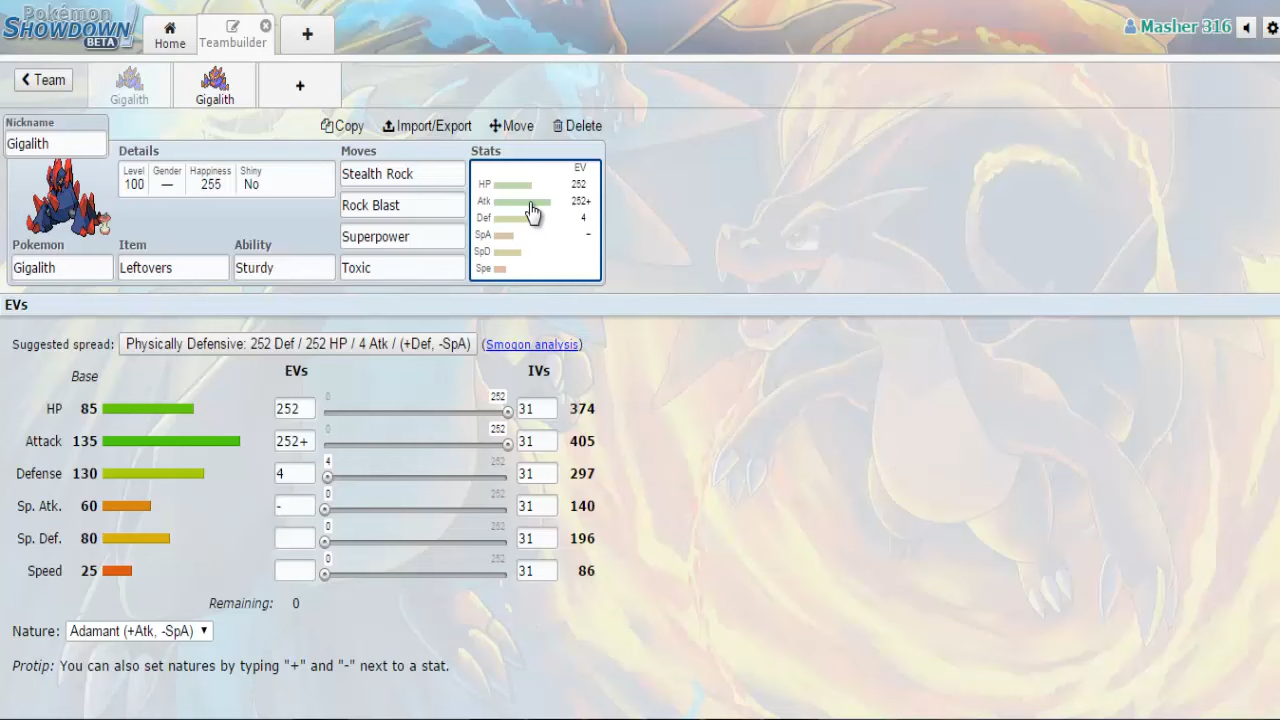 Pokémon
SHOWDOWN
BETA
Home
Teambuilder
+
Masher 316
Team
Gigalith
Gigalith
+
Nickname
Gigalith
Copy
Import/Export
Move
Delete
Details
Moves
Stats
Level
Gender
Happiness
Shiny
100
—
255
No
Stealth Rock
Rock Blast
Superpower
Toxic
EV
HP 252
Atk 252+
Def 4
SpA −
SpD
Spe
Pokemon
Item
Ability
Gigalith
Leftovers
Sturdy
EVs
Suggested spread: Physically Defensive: 252 Def / 252 HP / 4 Atk / (+Def, -SpA) (Smogon analysis)
Base EVs IVs
0 252
HP 85 252 31 374
0 252
Attack 135 252+ 31 405
4 252
Defense 130 4 31 297
0 252
Sp. Atk. 60 - 31 140
0 252
Sp. Def. 80 31 196
0 252
Speed 25 31 86
Remaining: 0
Nature: Adamant (+Atk, -SpA)
Protip: You can also set natures by typing "+" and "-" next to a stat.